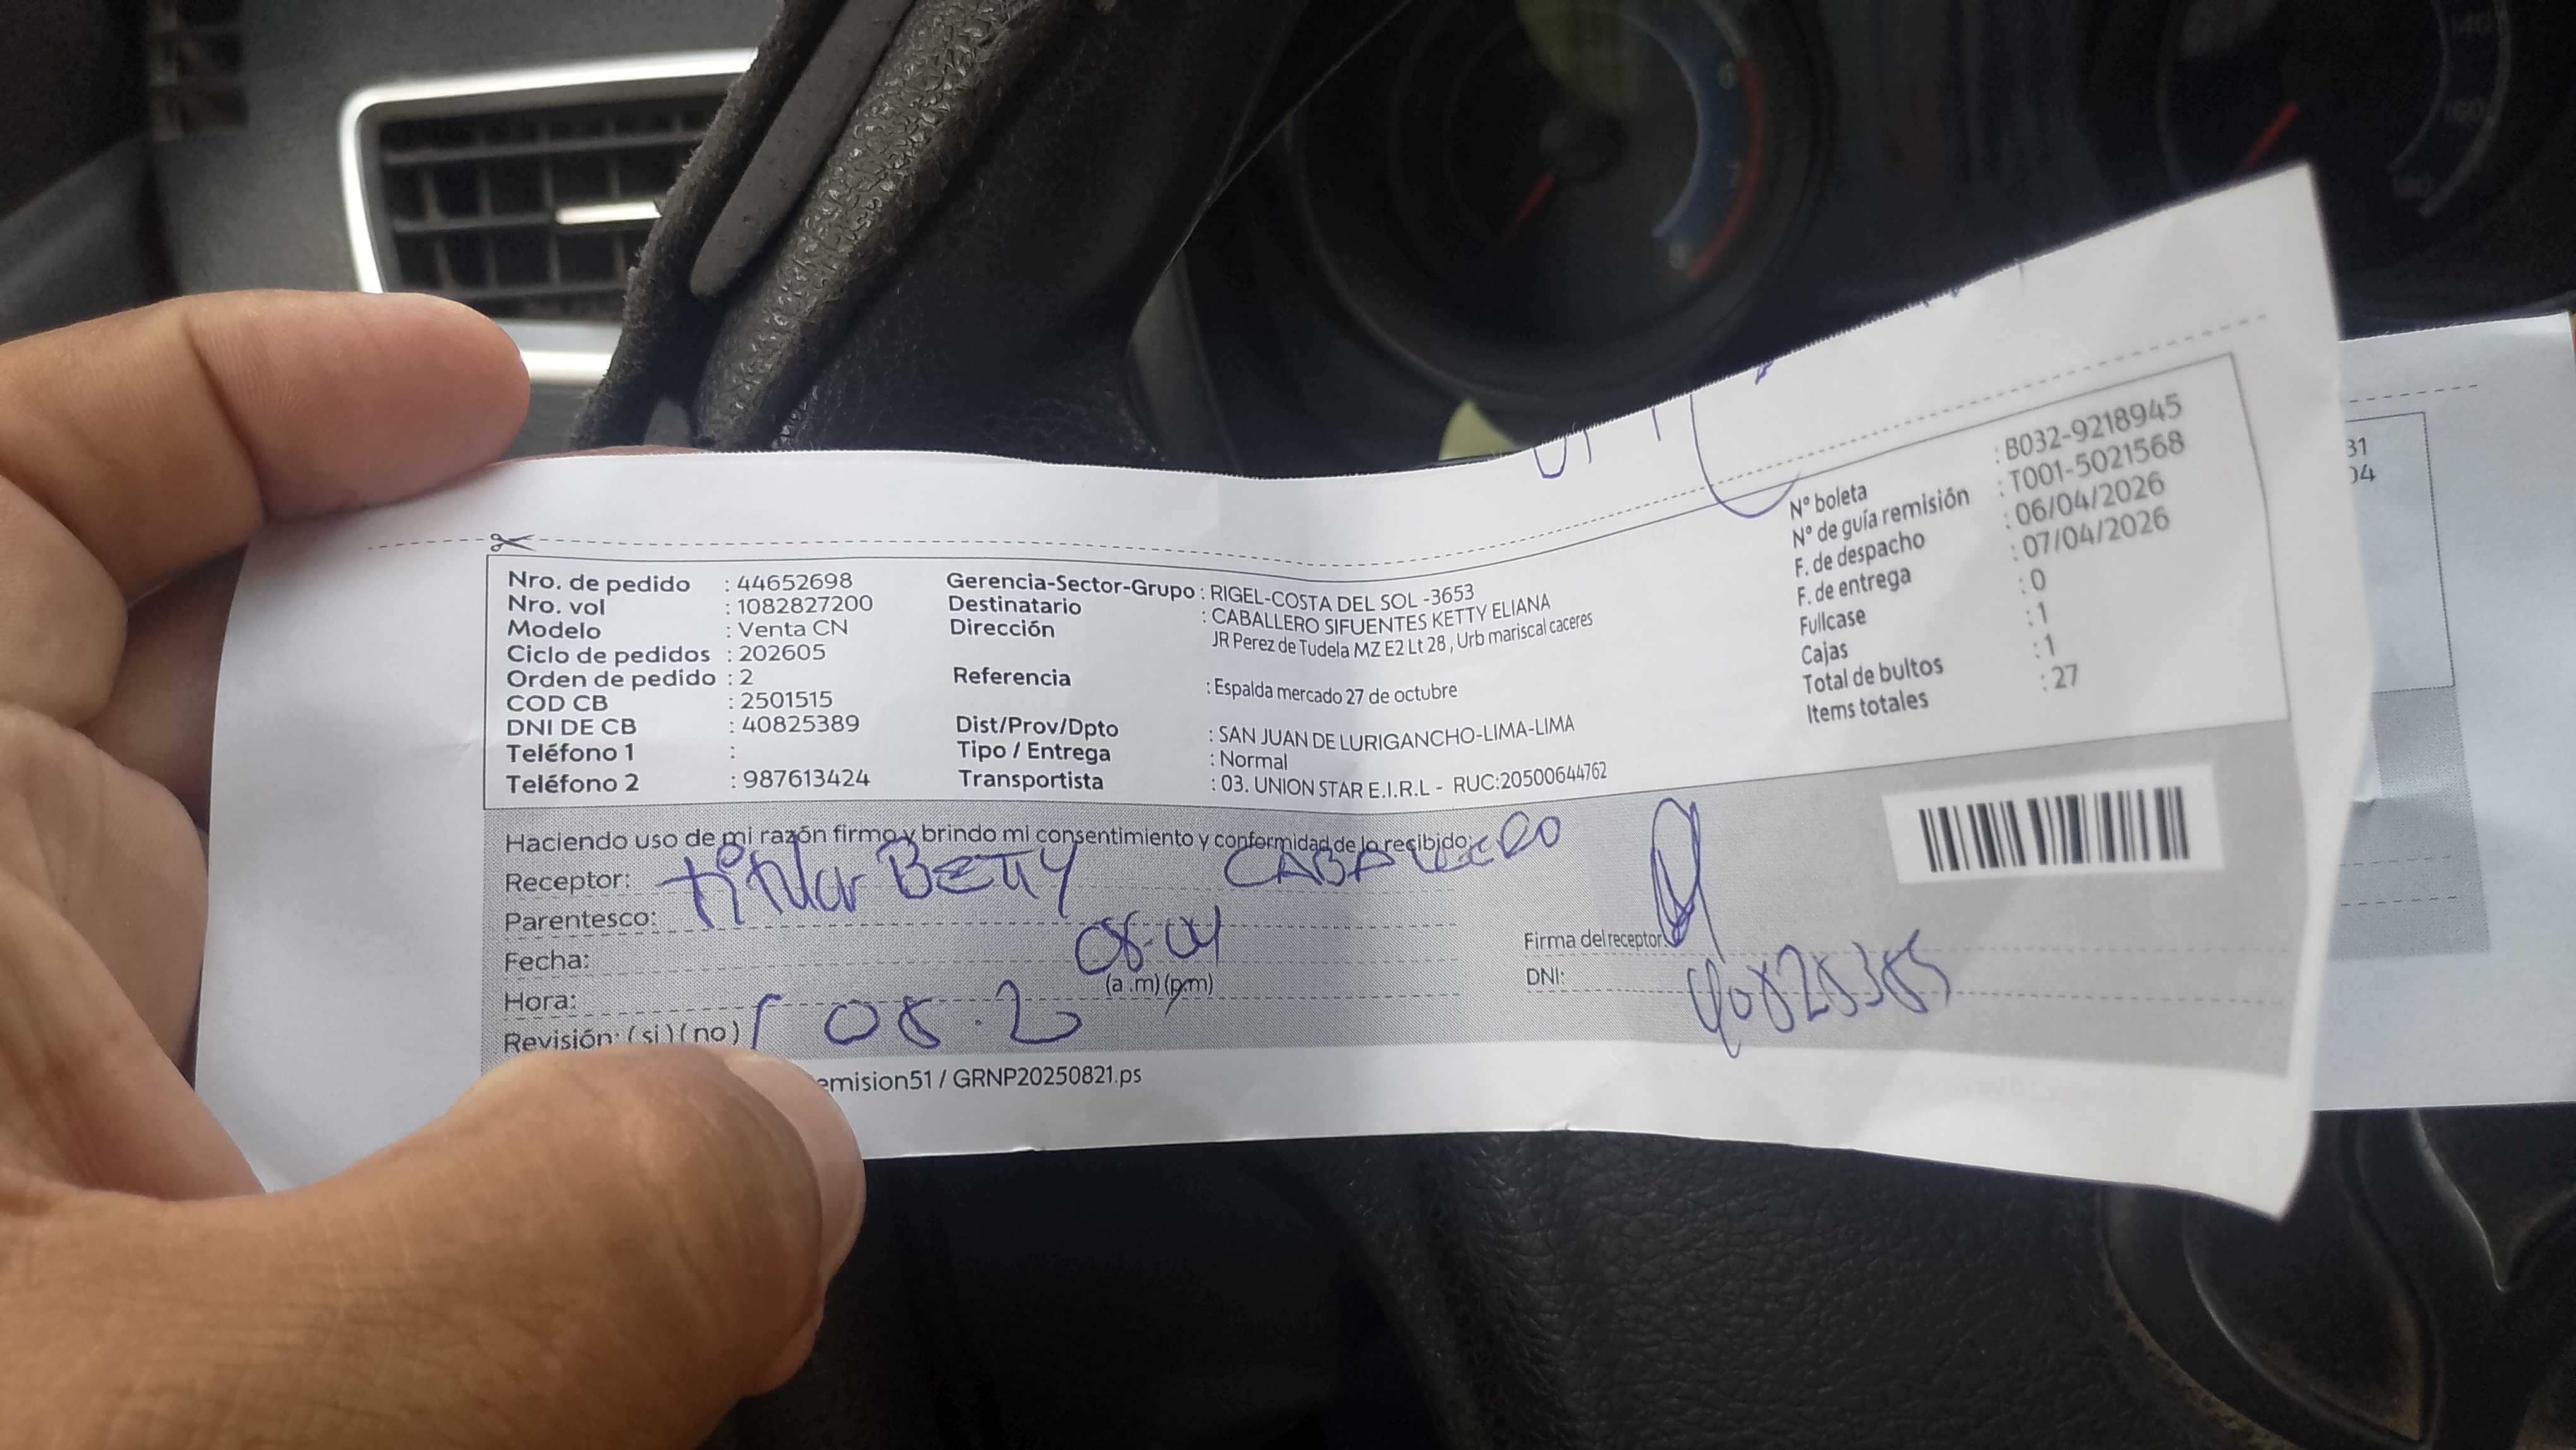 Nro. de pedido : 44652698
Nro. vol : 1082827200
Modelo : Venta CN
Ciclo de pedidos : 202605
Orden de pedido : 2
COD CB : 2501515
DNI DE CB : 40825389
Teléfono 1 :
Teléfono 2 : 987613424
Gerencia-Sector-Grupo : RIGEL-COSTA DEL SOL -3653
Destinatario : CABALLERO SIFUENTES KETTY ELIANA
Dirección JR Perez de Tudela MZ E2 Lt 28 , Urb mariscal caceres
Referencia : Espalda mercado 27 de octubre
Dist/Prov/Dpto : SAN JUAN DE LURIGANCHO-LIMA-LIMA
Tipo / Entrega : Normal
Transportista : 03. UNION STAR E.I.R.L - RUC:20500644762
N° boleta : B032-9218945
N° de guía remisión : T001-5021568
F. de despacho : 06/04/2026
F. de entrega : 07/04/2026
Fullcase : 0
Cajas : 1
Total de bultos : 1
Items totales : 27
Haciendo uso de mi razón firmo y brindo mi consentimiento y conformidad de lo recibido:
Receptor: BETTY CABALLERO
Parentesco: titular
Fecha: 08-04
(a.m) (p.m)
Hora:
Revisión: (si) (no) 08.2
Firma del receptor
DNI: 40825389
emision51 / GRNP20250821.ps
31
04